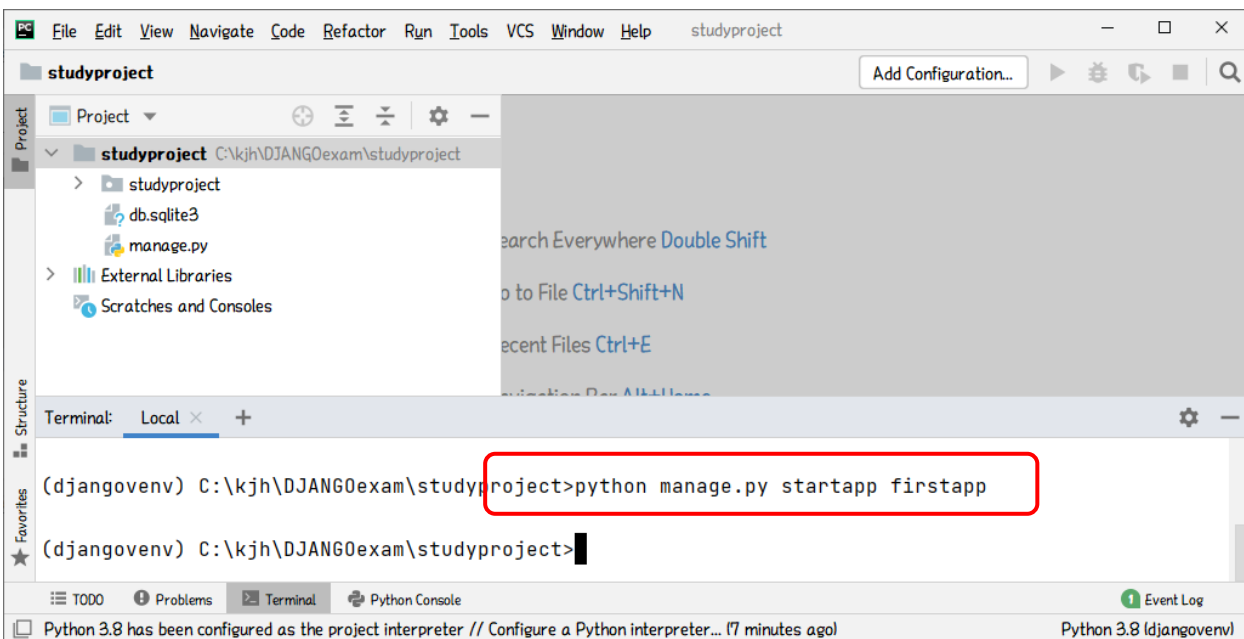 PC File Edit View Navigate Code Refactor Run Tools VCS Window Help studyproject
studyproject Add Configuration...
Project
Project
studyproject C:\kjh\DJANGOexam\studyproject
studyproject
db.sqlite3
manage.py
External Libraries
Scratches and Consoles
earch Everywhere Double Shift
o to File Ctrl+Shift+N
ecent Files Ctrl+E
Structure
Terminal: Local
(djangovenv) C:\kjh\DJANGOexam\studyproject>python manage.py startapp firstapp
Favorites
(djangovenv) C:\kjh\DJANGOexam\studyproject>
TODO Problems Terminal Python Console 1 Event Log
Python 3.8 has been configured as the project interpreter // Configure a Python interpreter... (7 minutes ago) Python 3.8 (djangovenv)